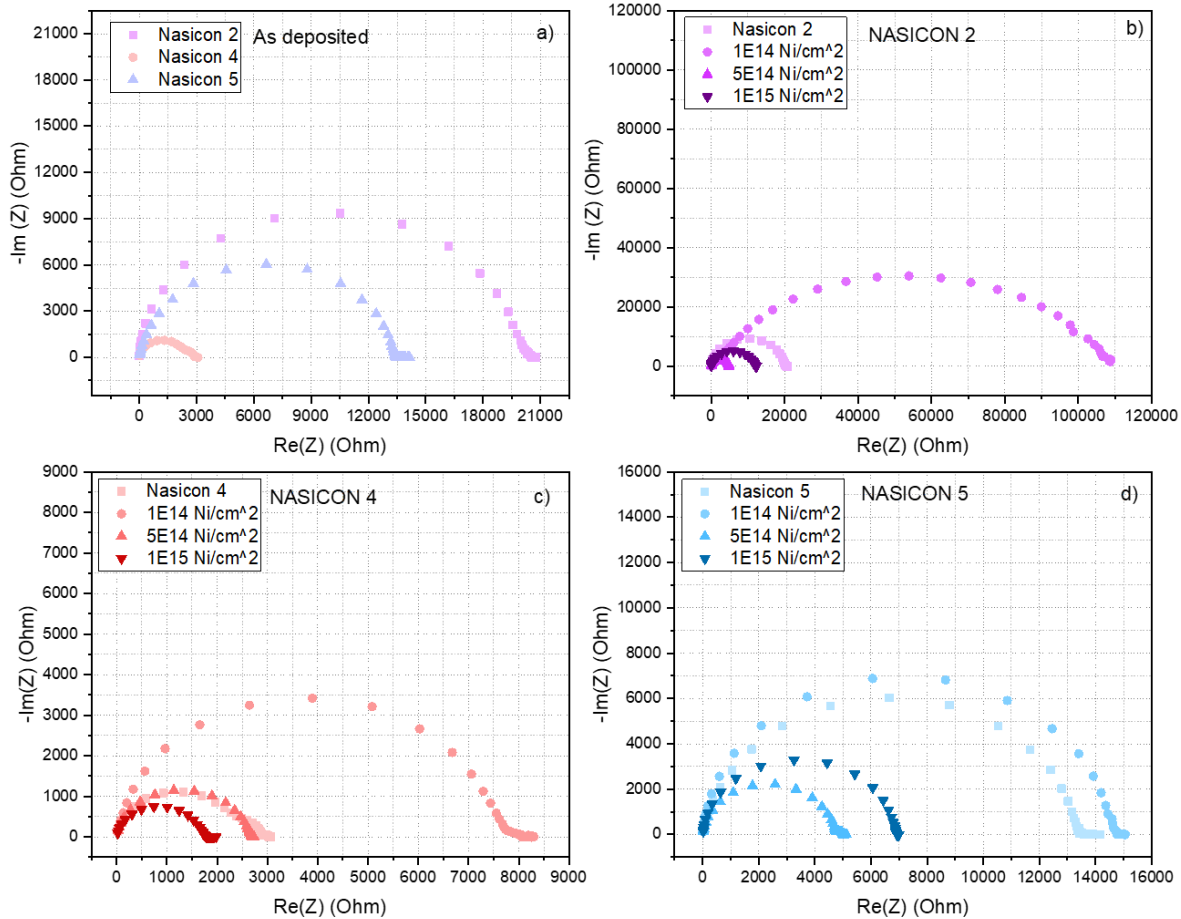 As deposited
a)
Nasicon 2
Nasicon 4
Nasicon 5
21000
18000
15000
12000
9000
6000
3000
0
-Im (Z) (Ohm)
0 3000 6000 9000 12000 15000 18000 21000
Re(Z) (Ohm)
NASICON 2
b)
Nasicon 2
1E14 Ni/cm^2
5E14 Ni/cm^2
1E15 Ni/cm^2
120000
100000
80000
60000
40000
20000
0
-Im (Z) (Ohm)
0 20000 40000 60000 80000 100000 120000
Re(Z) (Ohm)
NASICON 4
c)
Nasicon 4
1E14 Ni/cm^2
5E14 Ni/cm^2
1E15 Ni/cm^2
9000
8000
7000
6000
5000
4000
3000
2000
1000
0
-Im(Z) (Ohm)
0 1000 2000 3000 4000 5000 6000 7000 8000 9000
Re(Z) (Ohm)
NASICON 5
d)
Nasicon 5
1E14 Ni/cm^2
5E14 Ni/cm^2
1E15 Ni/cm^2
16000
14000
12000
10000
8000
6000
4000
2000
0
-Im(Z) (Ohm)
0 2000 4000 6000 8000 10000 12000 14000 16000
Re(Z) (Ohm)